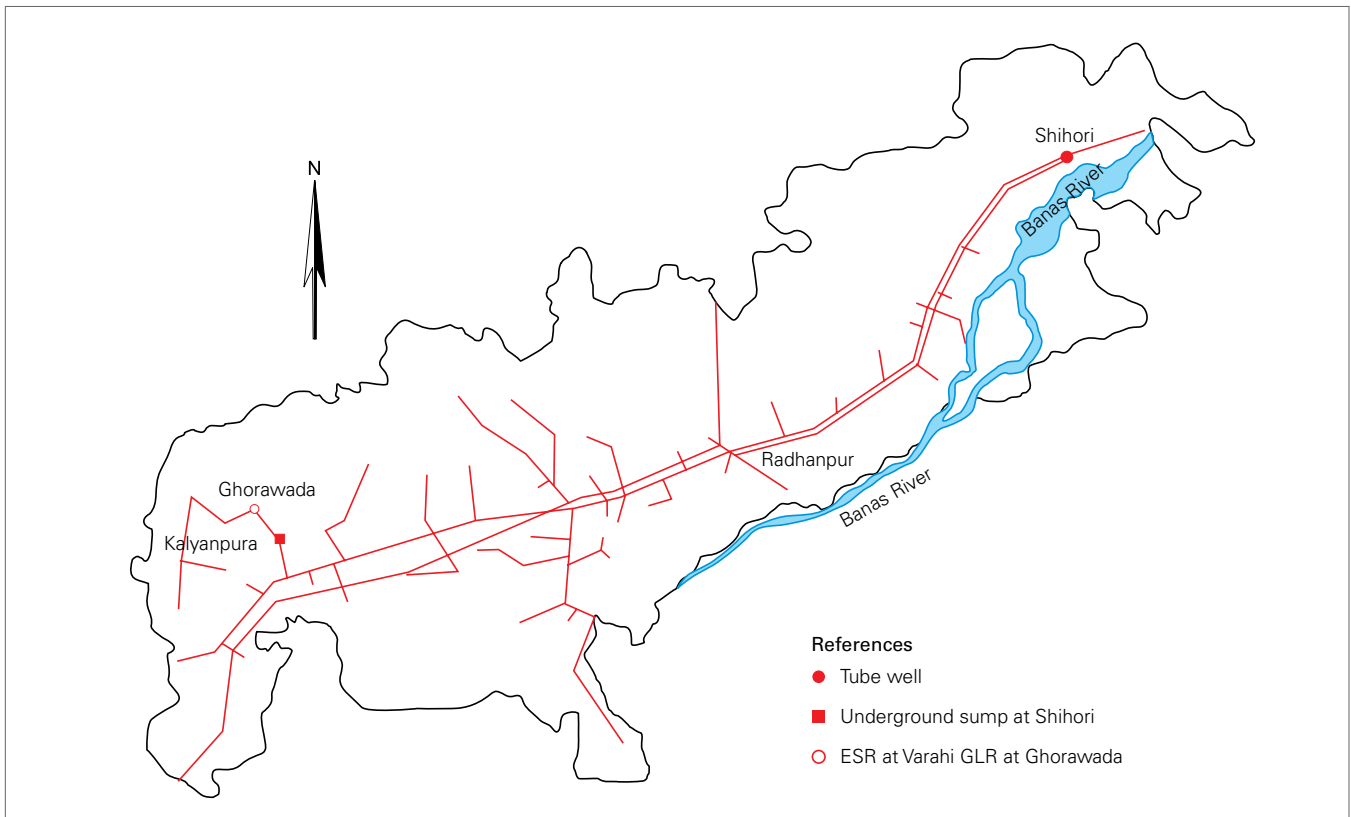 N
Shihori
Banas River
Radhanpur
Banas River
Ghorawada
Kalyanpura
References
Tube well
Underground sump at Shihori
ESR at Varahi GLR at Ghorawada